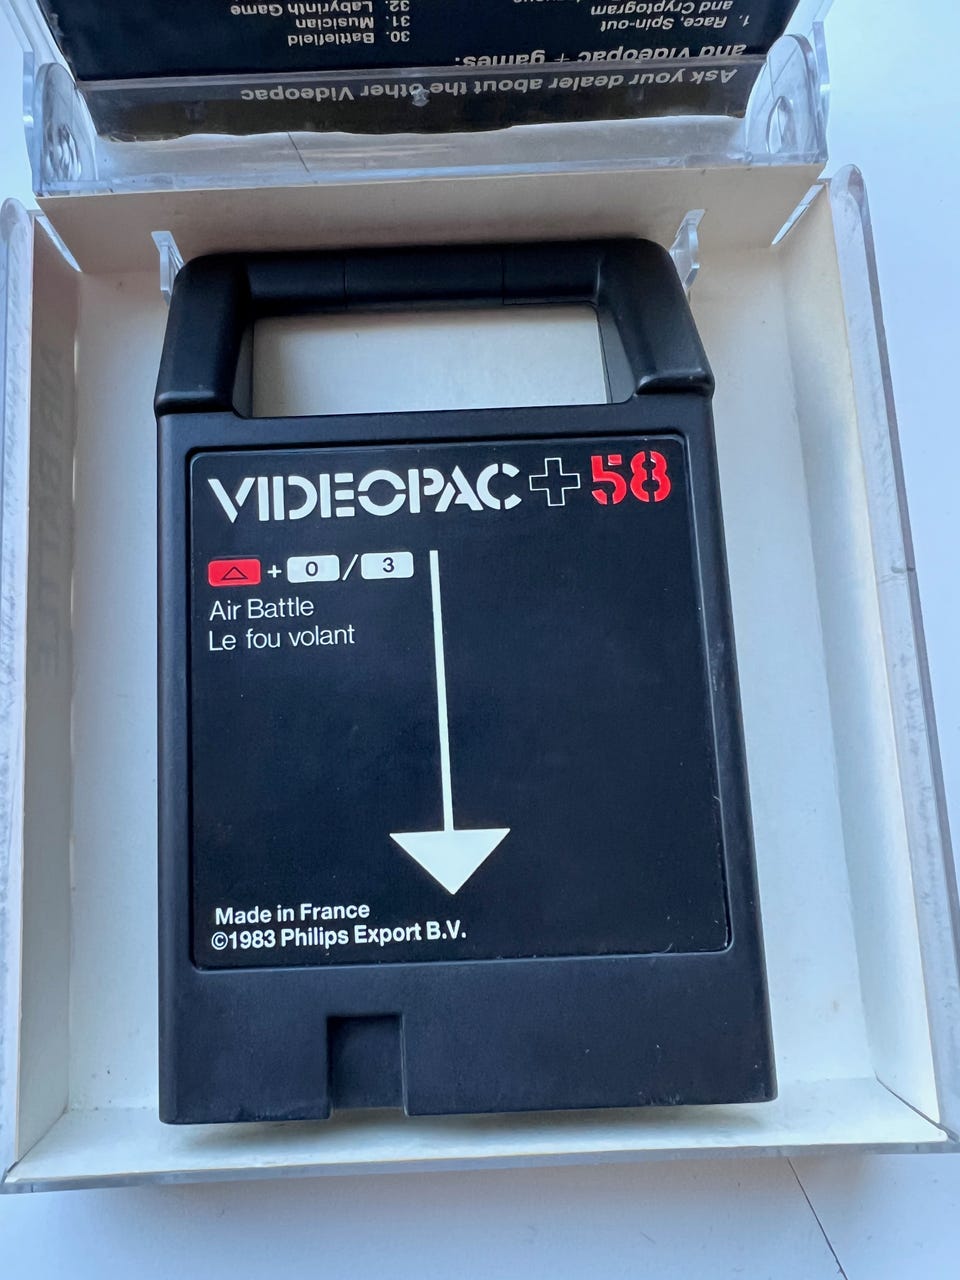 Ask your dealer about the other Videopac
and Videopac + games:
1. Race, Spin-out
and Cryptogram
30. Battlefield
31. Musician
32. Labyrinth Game
VIDEOPAC + 58
△ + 0 / 3
Air Battle
Le fou volant
Made in France
©1983 Philips Export B.V.